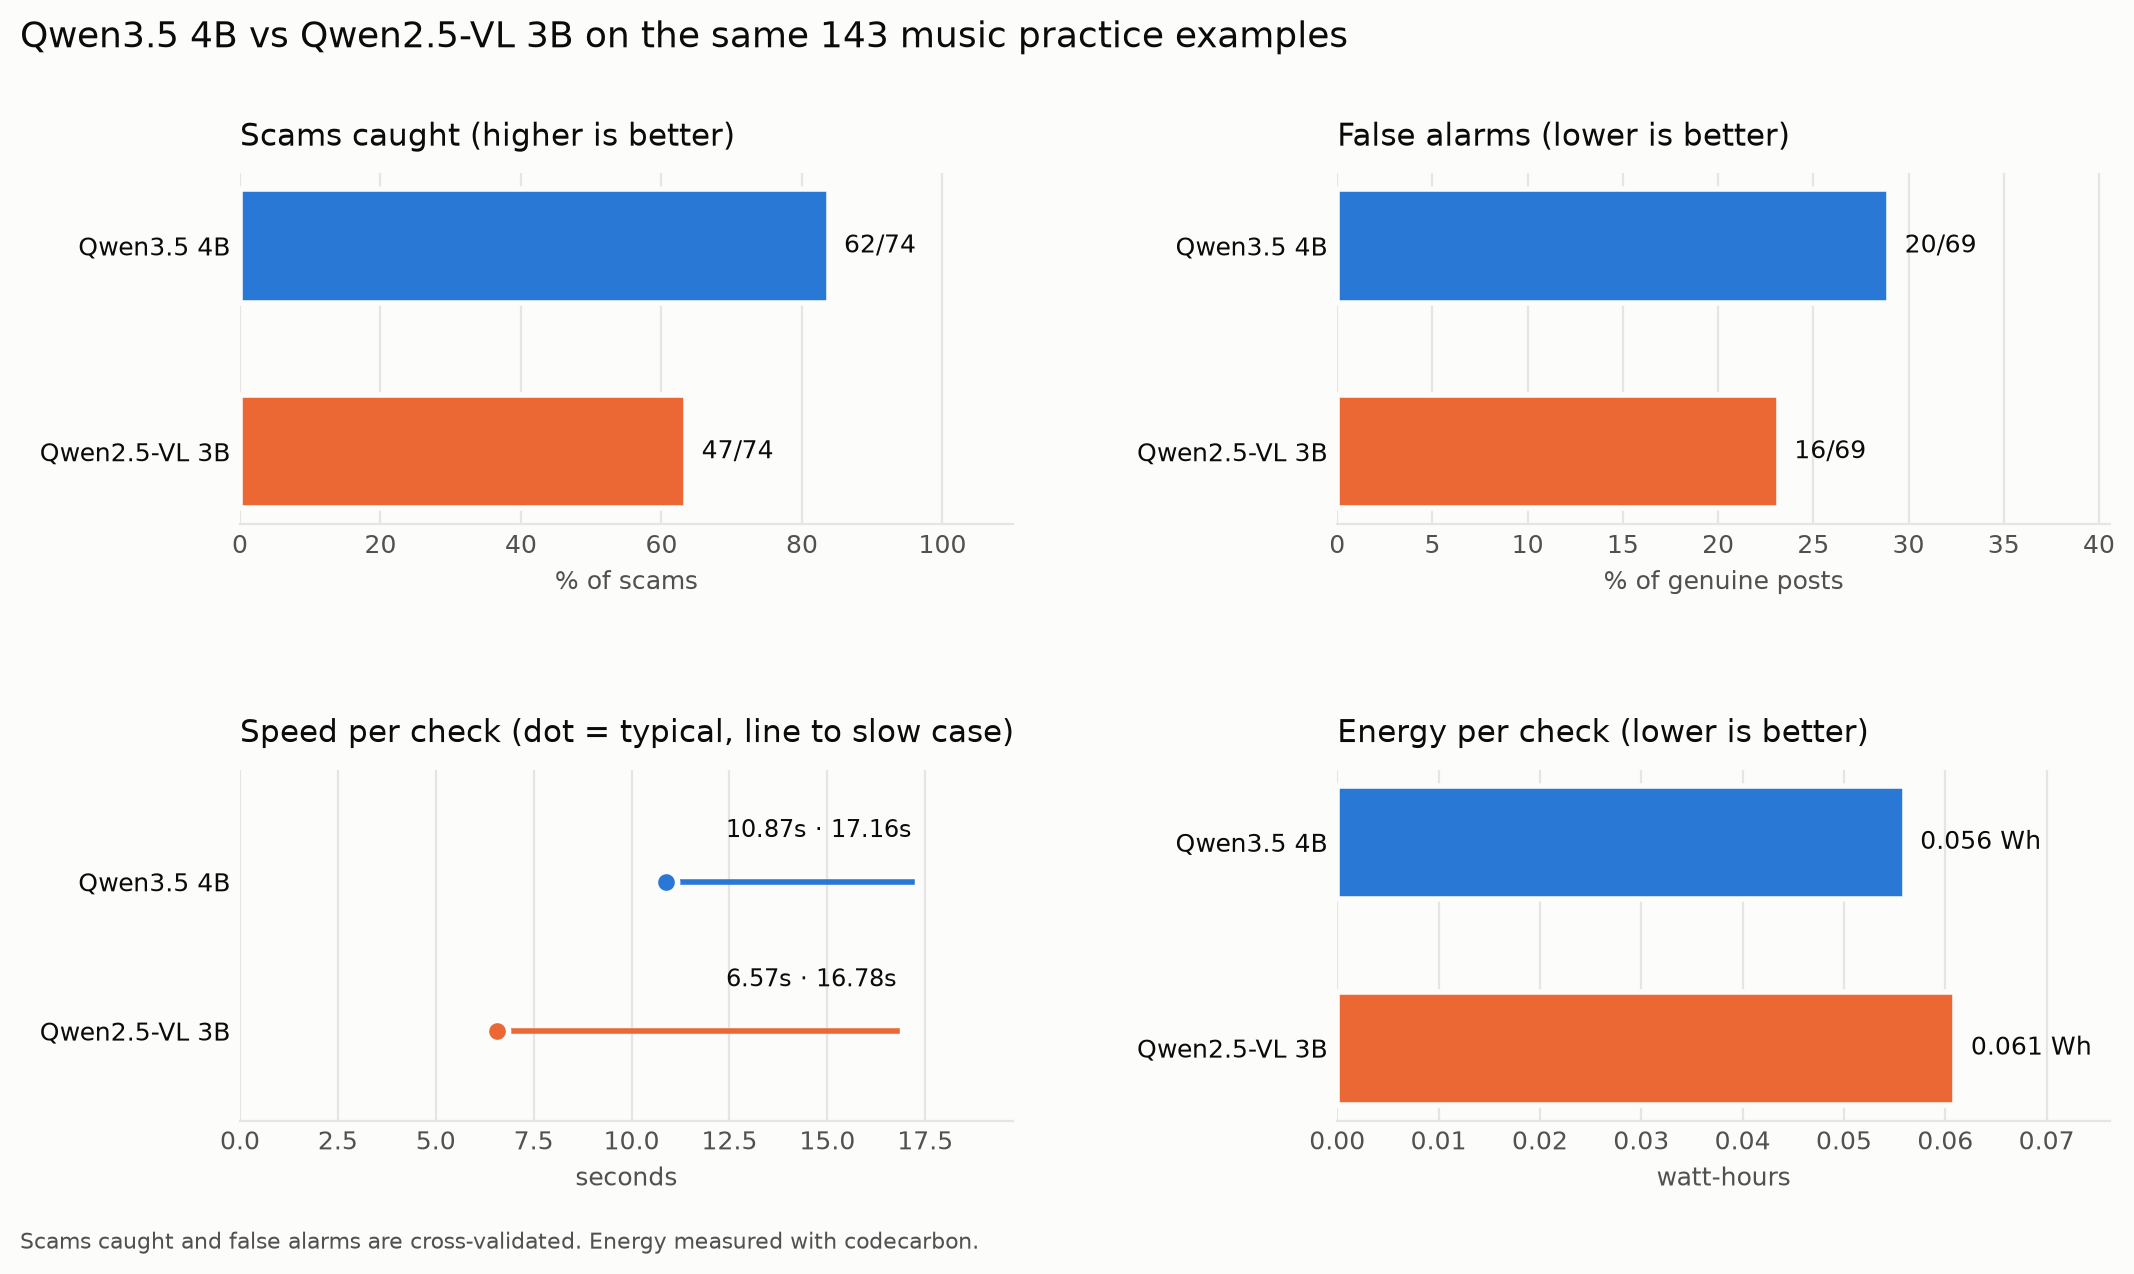 Qwen3.5 4B vs Qwen2.5-VL 3B on the same 143 music practice examples
Scams caught (higher is better)
Qwen3.5 4B
62/74
Qwen2.5-VL 3B
47/74
0 20 40 60 80 100
% of scams
False alarms (lower is better)
Qwen3.5 4B
20/69
Qwen2.5-VL 3B
16/69
0 5 10 15 20 25 30 35 40
% of genuine posts
Speed per check (dot = typical, line to slow case)
10.87s · 17.16s
Qwen3.5 4B
6.57s · 16.78s
Qwen2.5-VL 3B
0.0 2.5 5.0 7.5 10.0 12.5 15.0 17.5
seconds
Energy per check (lower is better)
Qwen3.5 4B
0.056 Wh
Qwen2.5-VL 3B
0.061 Wh
0.00 0.01 0.02 0.03 0.04 0.05 0.06 0.07
watt-hours
Scams caught and false alarms are cross-validated. Energy measured with codecarbon.